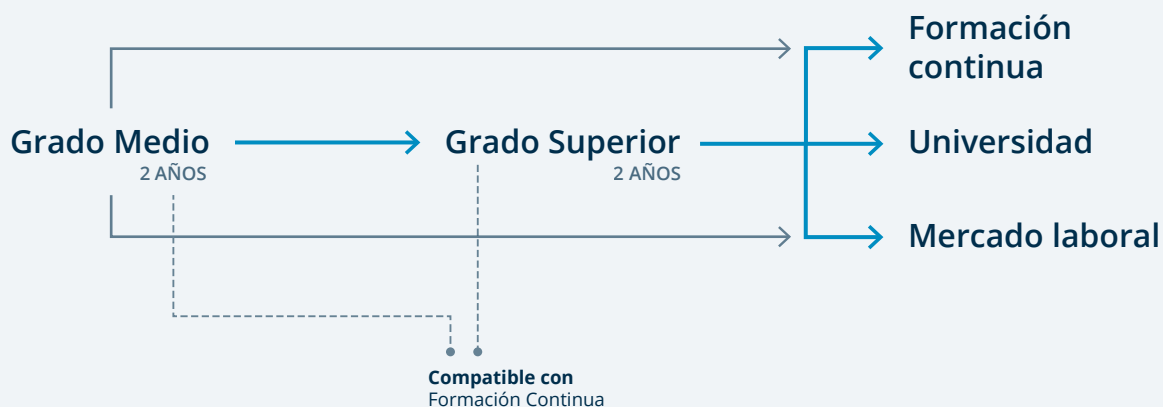 Formación
continua
Grado Medio
2 AÑOS
Grado Superior
2 AÑOS
Universidad
Mercado laboral
Compatible con
Formación Continua